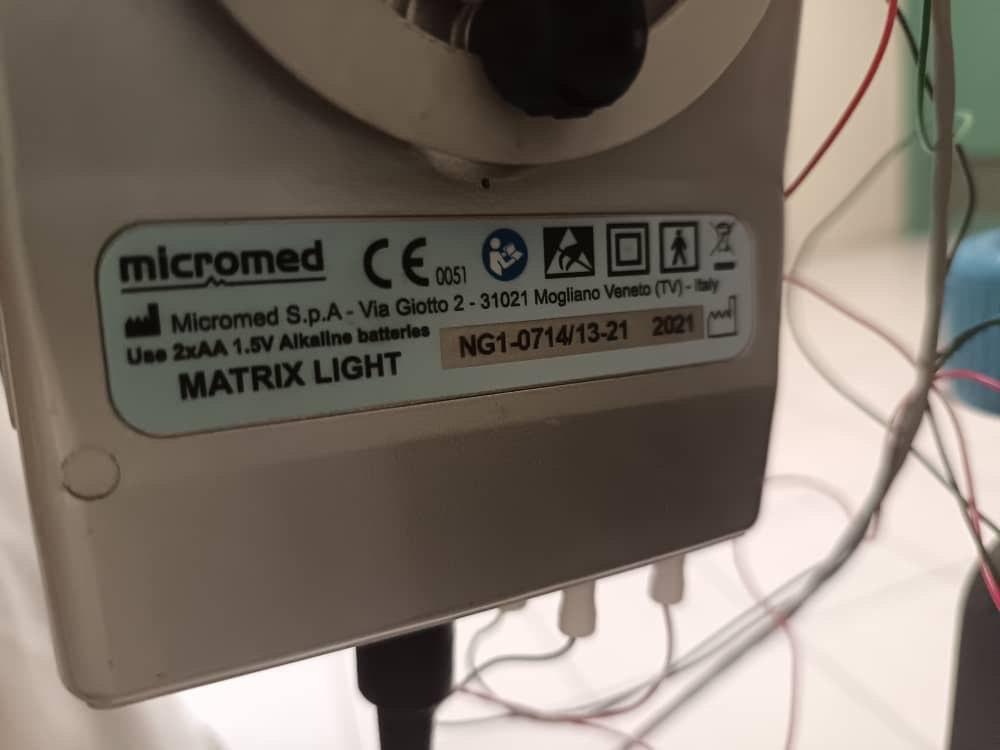 micromed CE 0051
Micromed S.p.A - Via Giotto 2 - 31021 Mogliano Veneto (TV) - Italy
Use 2xAA 1.5V Alkaline batteries
NG1-0714/13-21 2021
MATRIX LIGHT